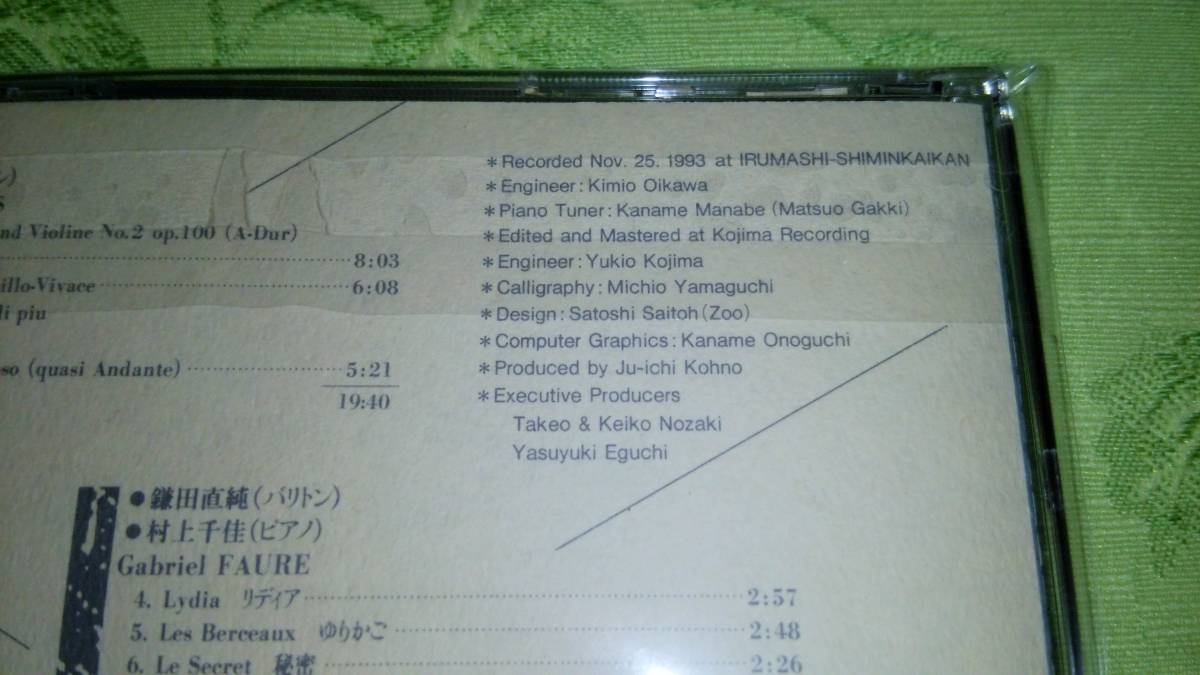 ン)
S
nd Violine No.2 op.100 (A-Dur)
8:03
illo-Vivace 6:08
di piu
so (quasi Andante) 5:21
19:40
*Recorded Nov. 25. 1993 at IRUMASHI-SHIMINKAIKAN
*Engineer:Kimio Oikawa
*Piano Tuner:Kaname Manabe (Matsuo Gakki)
*Edited and Mastered at Kojima Recording
*Engineer:Yukio Kojima
*Calligraphy:Michio Yamaguchi
*Design:Satoshi Saitoh(Zoo)
*Computer Graphics:Kaname Onoguchi
*Produced by Ju-ichi Kohno
*Executive Producers
Takeo & Keiko Nozaki
Yasuyuki Eguchi
●鎌田直純(バリトン)
●村上千佳(ピアノ)
Gabriel FAURE
4. Lydia リディア 2:57
5. Les Berceaux ゆりかご 2:48
6. Le Secret 秘密 2:26